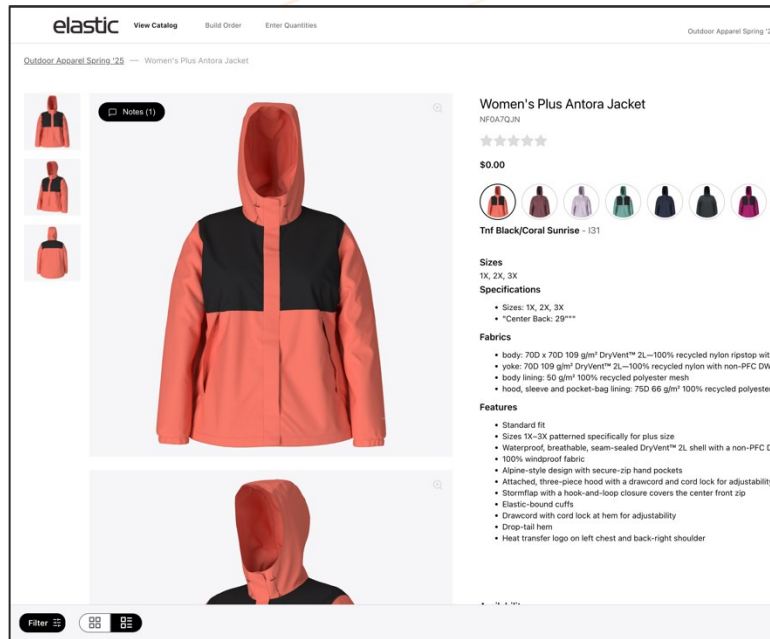 elastic
View Catalog
Build Order
Enter Quantities
Outdoor Apparel Spring '2
Outdoor Apparel Spring '25 — Women's Plus Antora Jacket
Notes (1)
Women's Plus Antora Jacket
NF0A7QJN
$0.00
Tnf Black/Coral Sunrise - I31
Sizes
1X, 2X, 3X
Specifications
• Sizes: 1X, 2X, 3X
• "Center Back: 29"""
Fabrics
• body: 70D x 70D 109 g/m² DryVent™ 2L—100% recycled nylon ripstop wit
• yoke: 70D 109 g/m² DryVent™ 2L—100% recycled nylon with non-PFC DW
• body lining: 50 g/m² 100% recycled polyester mesh
• hood, sleeve and pocket-bag lining: 75D 66 g/m² 100% recycled polyester
Features
• Standard fit
• Sizes 1X–3X patterned specifically for plus size
• Waterproof, breathable, seam-sealed DryVent™ 2L shell with a non-PFC D
• 100% windproof fabric
• Alpine-style design with secure-zip hand pockets
• Attached, three-piece hood with a drawcord and cord lock for adjustability
• Stormflap with a hook-and-loop closure covers the center front zip
• Elastic-bound cuffs
• Drawcord with cord lock at hem for adjustability
• Drop-tail hem
• Heat transfer logo on left chest and back-right shoulder
Filter